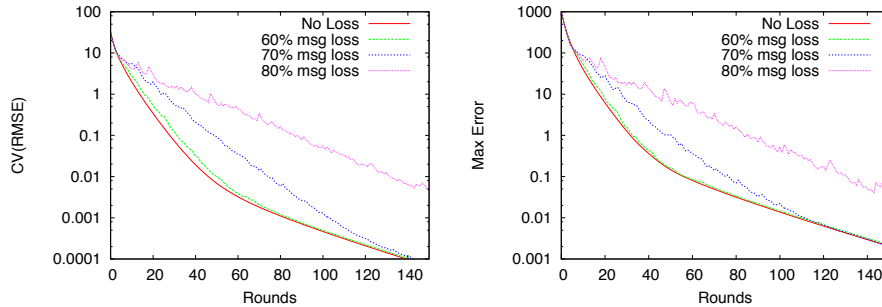 No Loss
60% msg loss
70% msg loss
80% msg loss
100
10
1
0.1
0.01
0.001
0.0001
CV(RMSE)
0 20 40 60 80 100 120 140
Rounds
No Loss
60% msg loss
70% msg loss
80% msg loss
1000
100
10
1
0.1
0.01
0.001
Max Error
0 20 40 60 80 100 120 140
Rounds